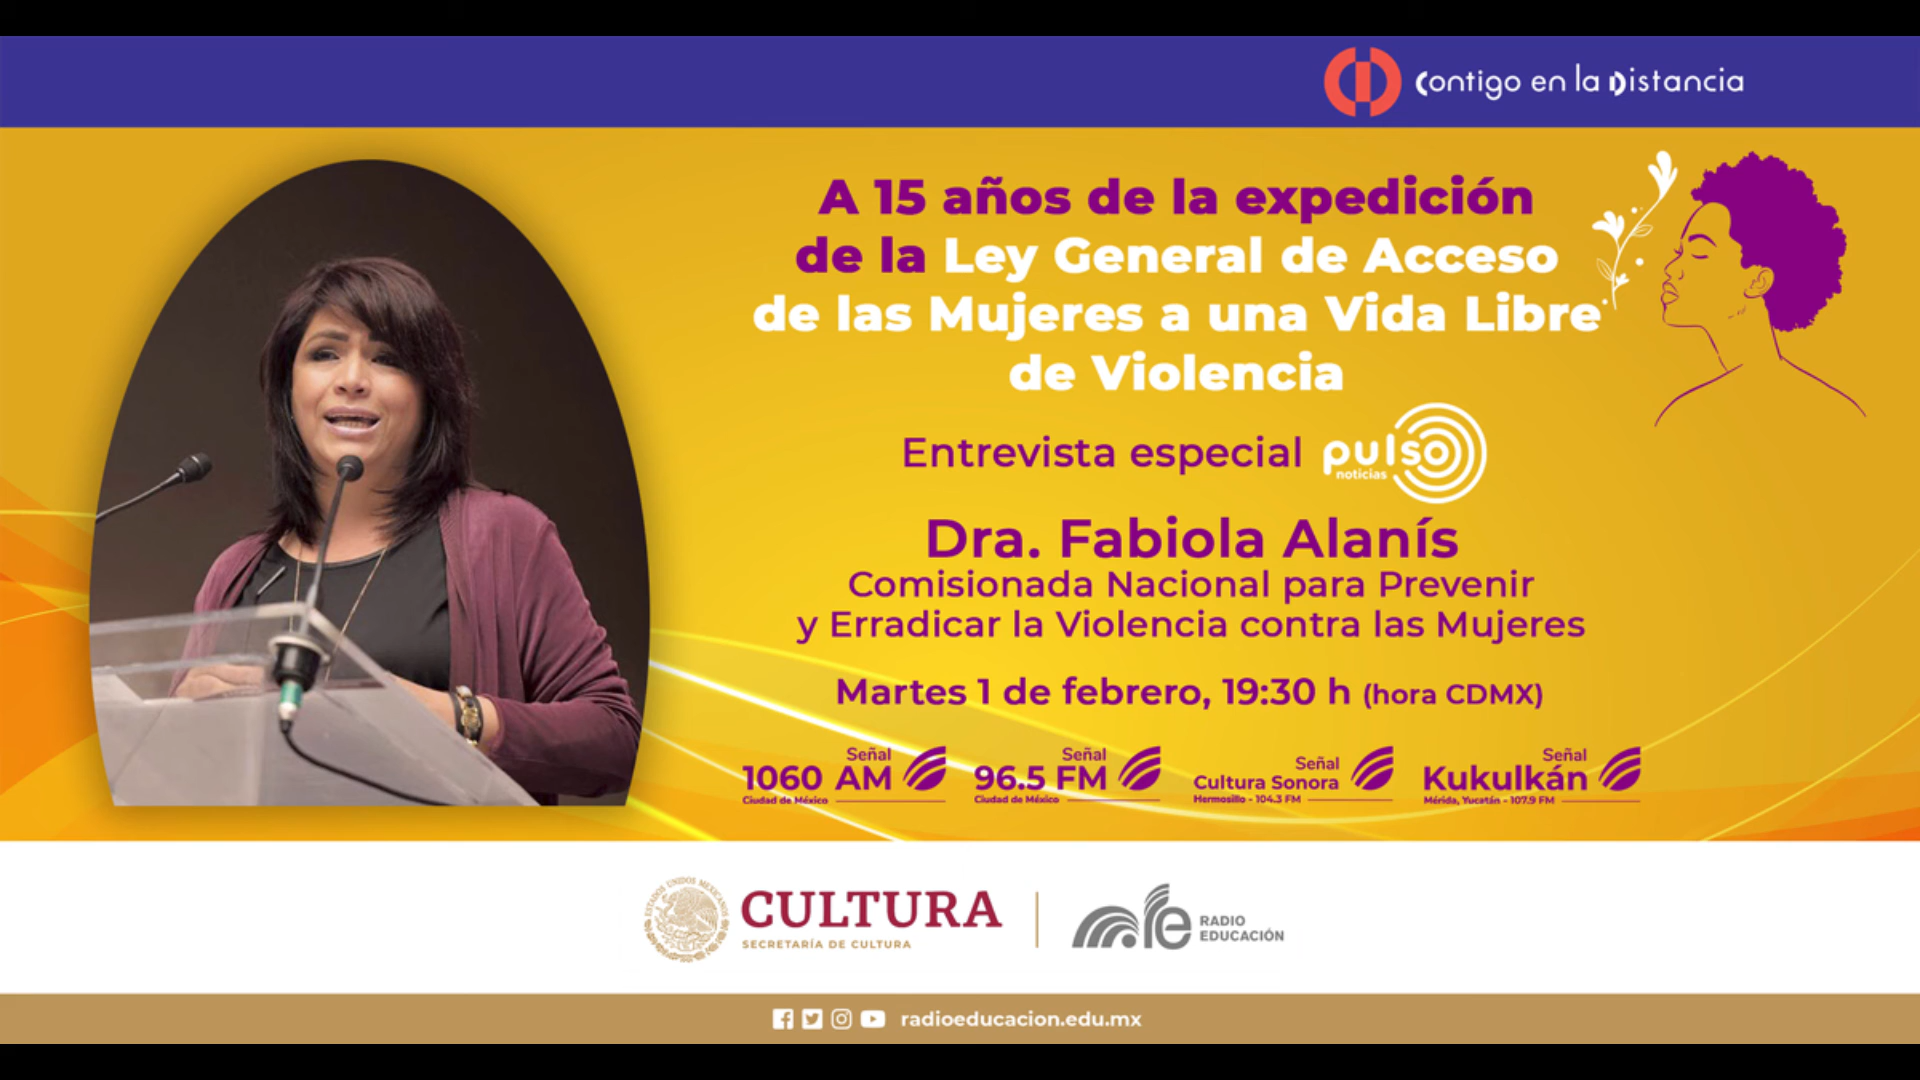 Contigo en la Distancia
A 15 años de la expedición
de la Ley General de Acceso
de las Mujeres a una Vida Libre
de Violencia
Entrevista especial pulso
noticias
Dra. Fabiola Alanís
Comisionada Nacional para Prevenir
y Erradicar la Violencia contra las Mujeres
Martes 1 de febrero, 19:30 h (hora CDMX)
Señal
1060 AM
Ciudad de México
Señal
96.5 FM
Ciudad de México
Señal
Cultura Sonora
Hermosillo - 104.3 FM
Señal
Kukulkán
Mérida, Yucatán - 107.9 FM
ESTADOS UNIDOS MEXICANOS
CULTURA
SECRETARÍA DE CULTURA
re
RADIO
EDUCACIÓN
radioeducacion.edu.mx